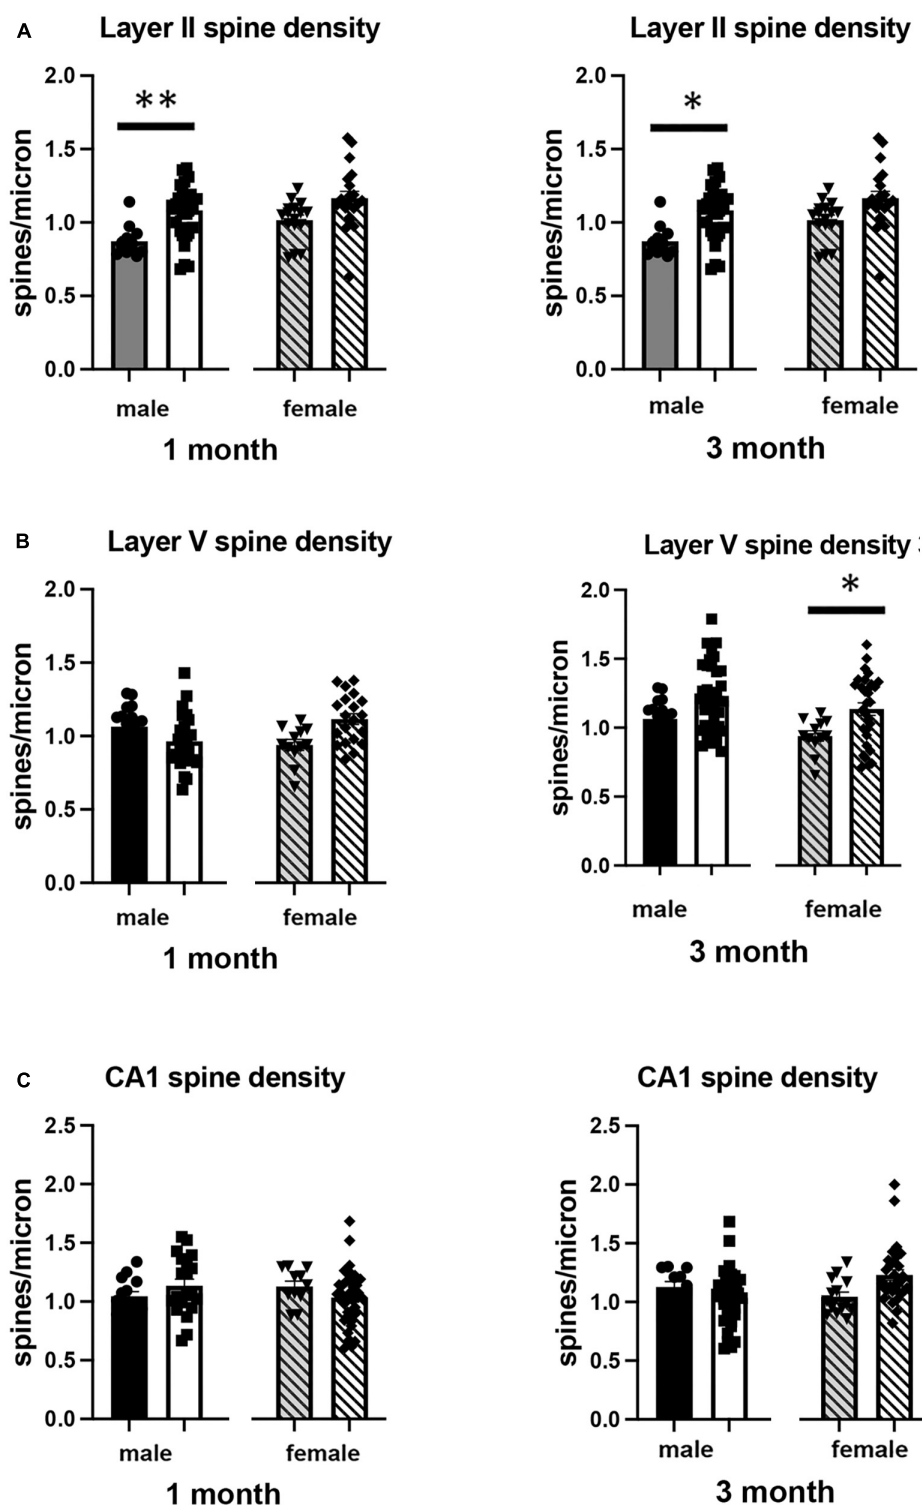 A
Layer II spine density
Layer II spine density
2.0
1.5
1.0
0.5
0.0
spines/micron
**
male
female
1 month
2.0
1.5
1.0
0.5
0.0
spines/micron
*
male
female
3 month
B
Layer V spine density
Layer V spine density
2.0
1.5
1.0
0.5
0.0
spines/micron
male
female
1 month
2.0
1.5
1.0
0.5
0.0
spines/micron
*
male
female
3 month
C
CA1 spine density
CA1 spine density
2.5
2.0
1.5
1.0
0.5
0.0
spines/micron
male
female
1 month
2.5
2.0
1.5
1.0
0.5
0.0
spines/micron
male
female
3 month